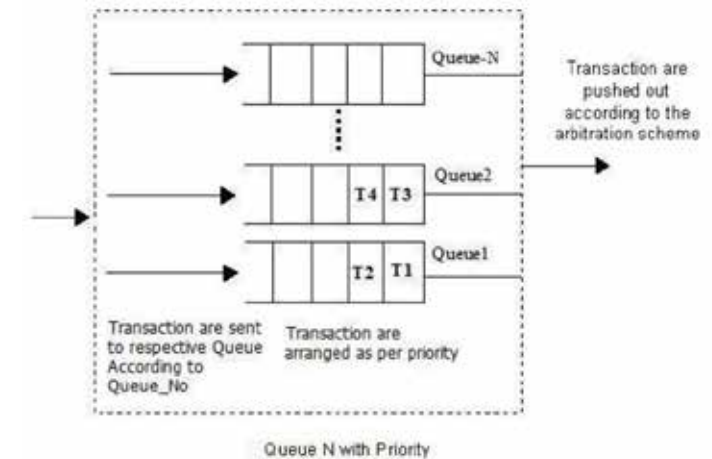 Queue-N
Transaction are
pushed out
according to the
arbitration scheme
T4 T3
Queue2
T2 T1
Queue1
Transaction are sent
to respective Queue
According to
Queue_No
Transaction are
arranged as per priority
Queue N with Priority